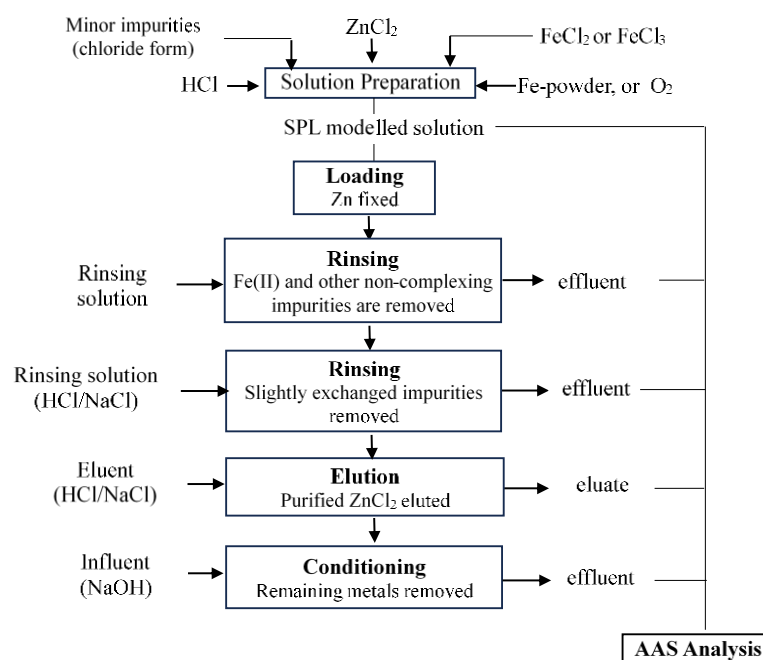 Minor impurities
(chloride form)
ZnCl₂
FeCl₂ or FeCl₃
HCl
Solution Preparation
Fe-powder, or O₂
SPL modelled solution
Loading
Zn fixed
Rinsing
Fe(II) and other non-complexing
impurities are removed
Rinsing
solution
effluent
Rinsing
Slightly exchanged impurities
removed
Rinsing solution
(HCl/NaCl)
effluent
Elution
Purified ZnCl₂ eluted
Eluent
(HCl/NaCl)
eluate
Conditioning
Remaining metals removed
Influent
(NaOH)
effluent
AAS Analysis